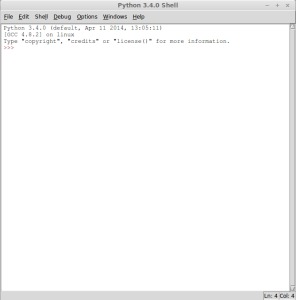 Python 3.4.0 Shell
File Edit Shell Debug Options Windows Help
Python 3.4.0 (default, Apr 11 2014, 13:05:11)
[GCC 4.8.2] on linux
Type "copyright", "credits" or "license()" for more information.
>>>
Ln: 4 Col: 4